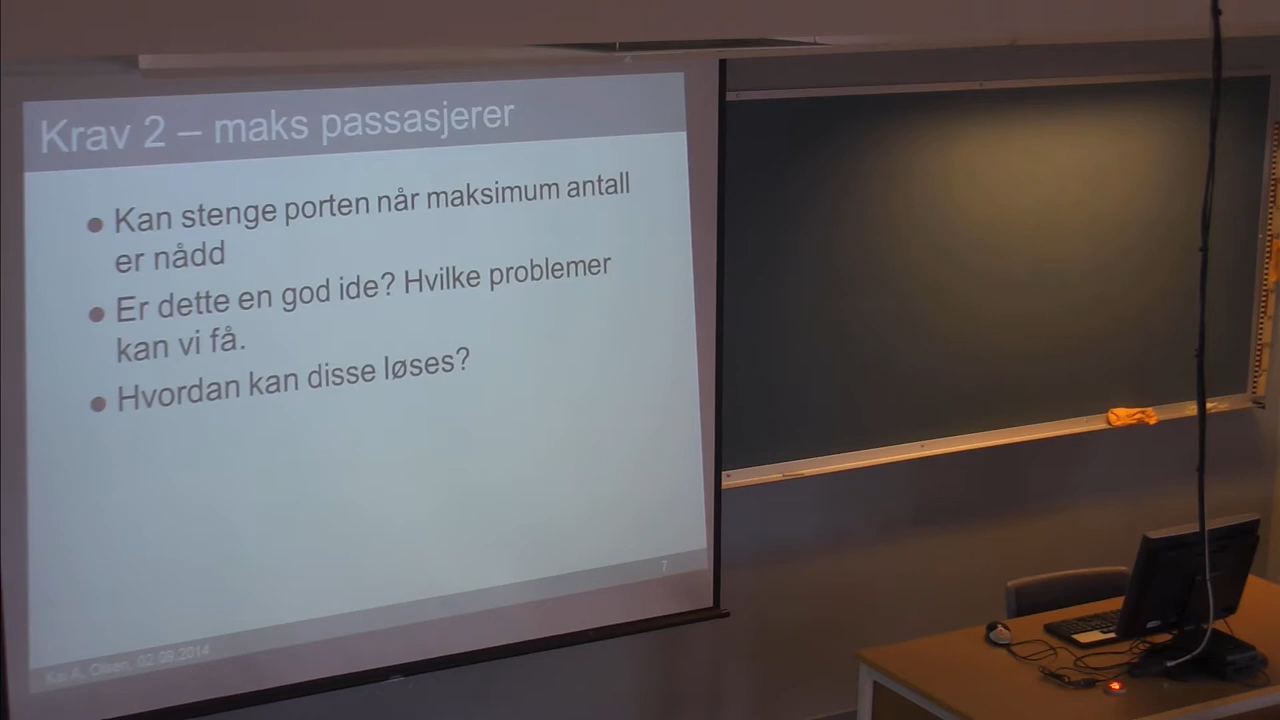 Krav 2 – maks passasjerer
● Kan stenge porten når maksimum antall
er nådd
● Er dette en god ide? Hvilke problemer
kan vi få.
● Hvordan kan disse løses?
7
Kai A. Olsen, 02.09.2014